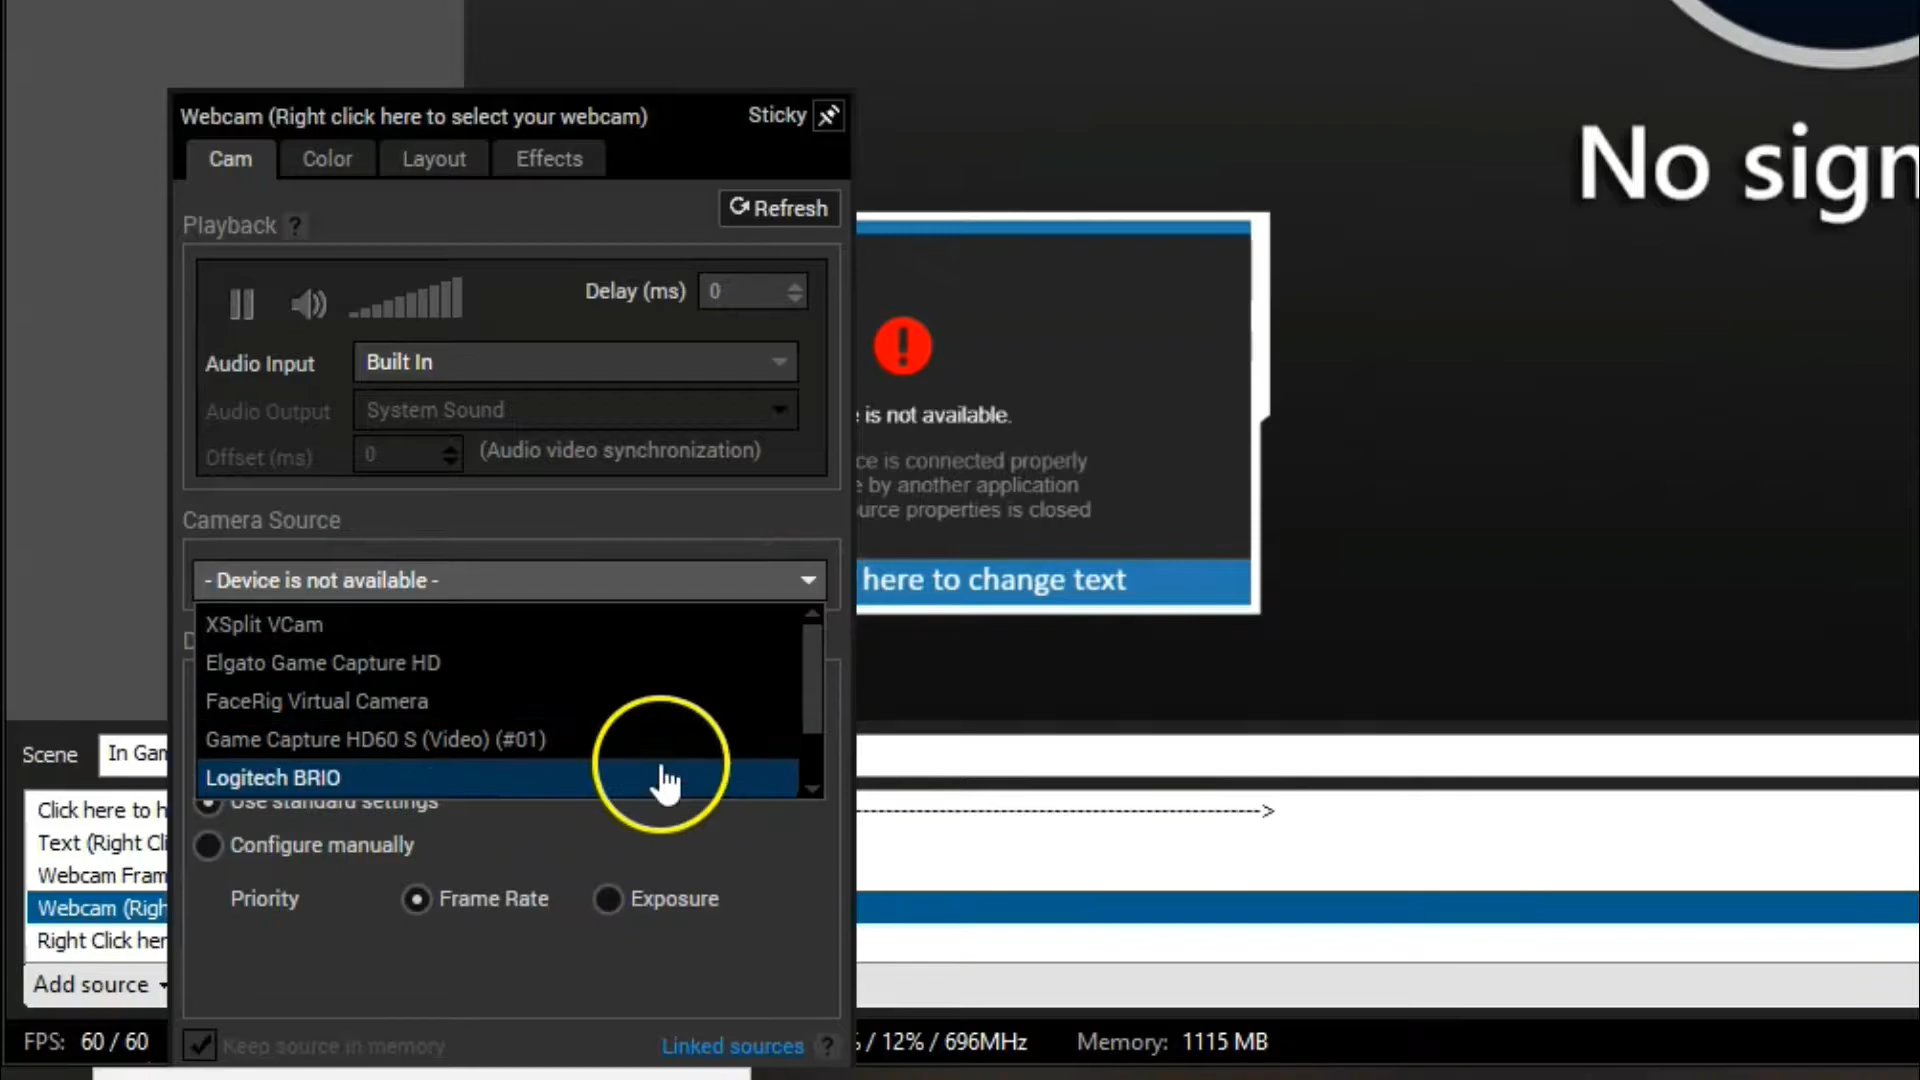 Webcam (Right click here to select your webcam)
Sticky
Cam
Color
Layout
Effects
Refresh
Playback ?
Delay (ms) 0
Audio Input Built In
Audio Output System Sound
Offset (ms) 0 (Audio video synchronization)
Camera Source
- Device is not available -
XSplit VCam
Elgato Game Capture HD
FaceRig Virtual Camera
Game Capture HD60 S (Video) (#01)
Logitech BRIO
Use standard settings
Configure manually
Priority Frame Rate Exposure
Keep source in memory
Linked sources ?
No sign
!
is not available.
ce is connected properly
e by another application
urce properties is closed
here to change text
Scene In Gam
Click here to h
-->
Text (Right Cli
Webcam Fram
Webcam (Righ
Right Click her
Add source
FPS: 60 / 60
/ 12% / 696MHz
Memory: 1115 MB